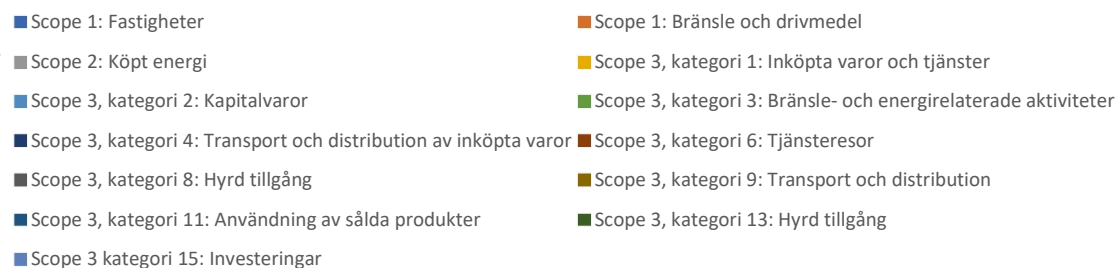 Scope 1: Fastigheter
Scope 1: Bränsle och drivmedel
Scope 2: Köpt energi
Scope 3, kategori 1: Inköpta varor och tjänster
Scope 3, kategori 2: Kapitalvaror
Scope 3, kategori 3: Bränsle- och energirelaterade aktiviteter
Scope 3, kategori 4: Transport och distribution av inköpta varor
Scope 3, kategori 6: Tjänsteresor
Scope 3, kategori 8: Hyrd tillgång
Scope 3, kategori 9: Transport och distribution
Scope 3, kategori 11: Användning av sålda produkter
Scope 3, kategori 13: Hyrd tillgång
Scope 3 kategori 15: Investeringar